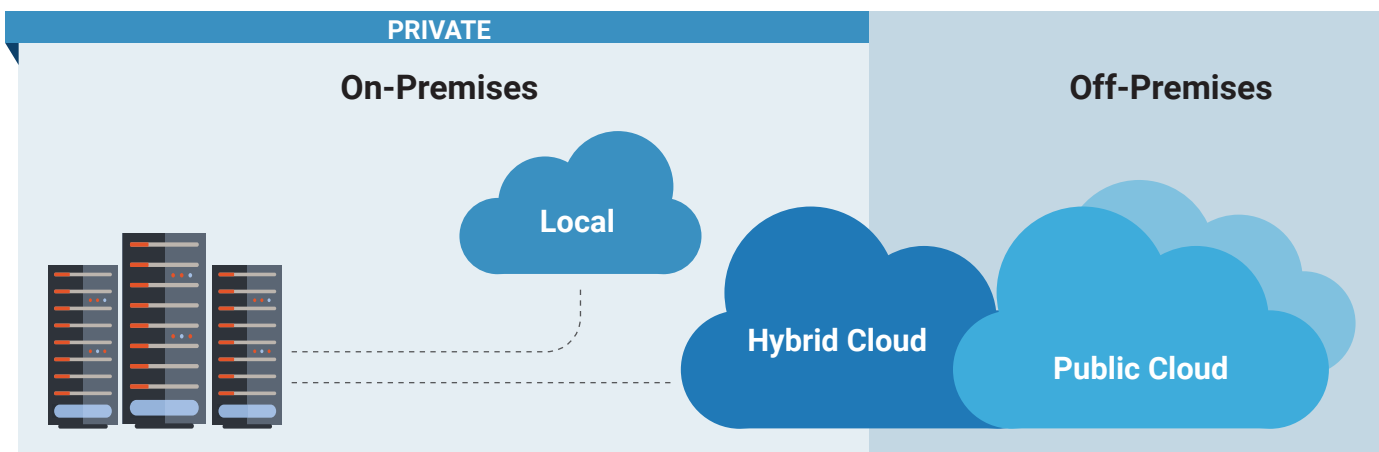 PRIVATE
On-Premises
Off-Premises
Local
Hybrid Cloud
Public Cloud